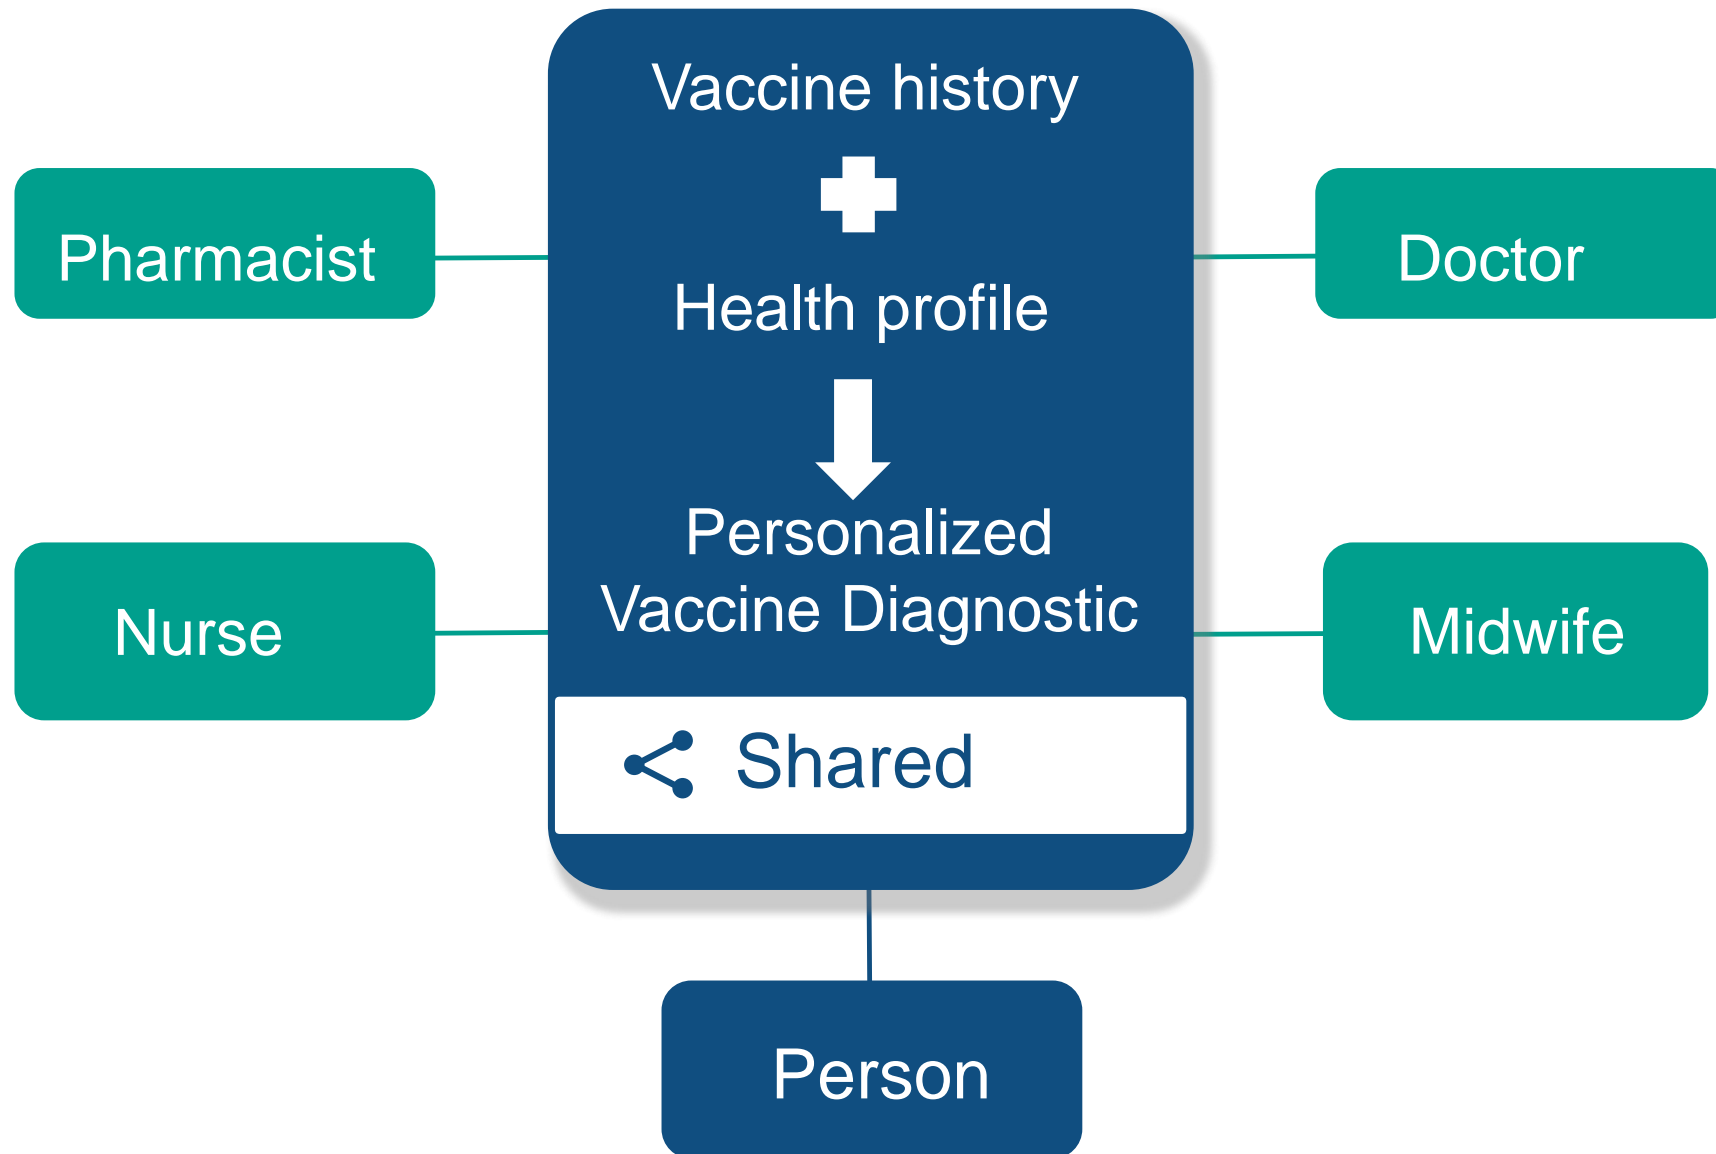 Vaccine history
Pharmacist
Doctor
Health profile
Personalized
Vaccine Diagnostic
Nurse
Midwife
Shared
Person